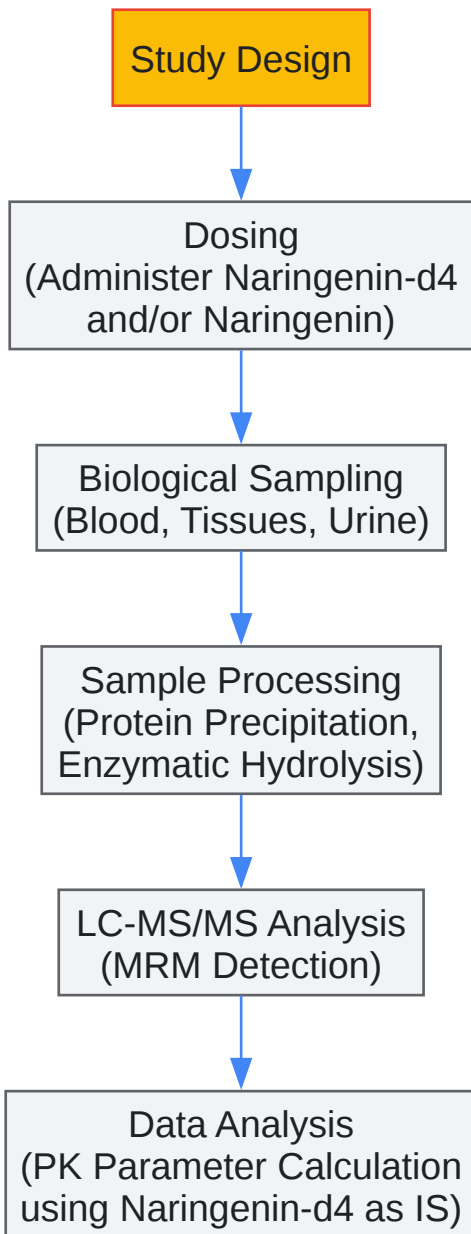 Study Design
Dosing
(Administer Naringenin-d4
and/or Naringenin)
Biological Sampling
(Blood, Tissues, Urine)
Sample Processing
(Protein Precipitation,
Enzymatic Hydrolysis)
LC-MS/MS Analysis
(MRM Detection)
Data Analysis
(PK Parameter Calculation
using Naringenin-d4 as IS)